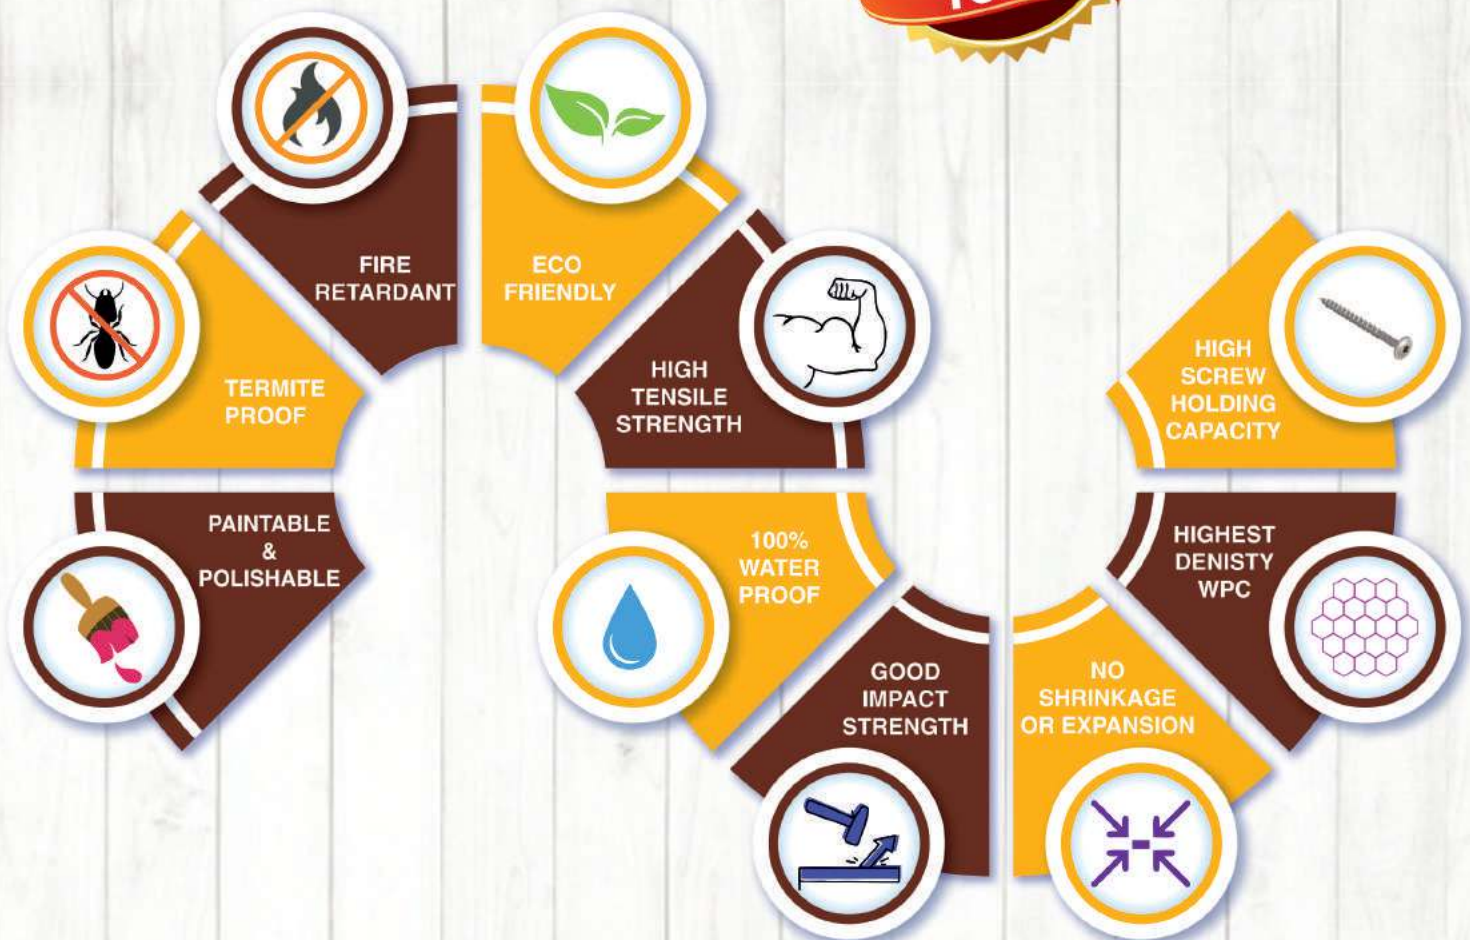 FIRE
RETARDANT
ECO
FRIENDLY
TERMITE
PROOF
HIGH
TENSILE
STRENGTH
HIGH
SCREW
HOLDING
CAPACITY
PAINTABLE
&
POLISHABLE
100%
WATER
PROOF
HIGHEST
DENISTY
WPC
GOOD
IMPACT
STRENGTH
NO
SHRINKAGE
OR EXPANSION